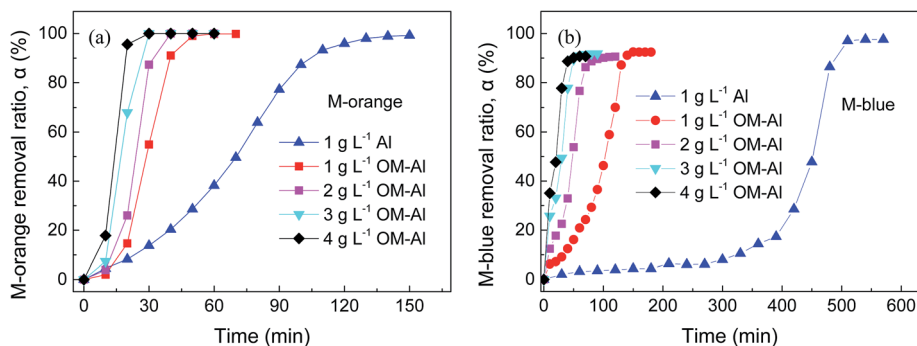 M-orange removal ratio, α (%)
100
80
60
40
20
0
(a)
M-orange
1 g L⁻¹ Al
1 g L⁻¹ OM-Al
2 g L⁻¹ OM-Al
3 g L⁻¹ OM-Al
4 g L⁻¹ OM-Al
0 30 60 90 120 150
Time (min)
M-blue removal ratio, α (%)
100
80
60
40
20
0
(b)
1 g L⁻¹ Al
M-blue
1 g L⁻¹ OM-Al
2 g L⁻¹ OM-Al
3 g L⁻¹ OM-Al
4 g L⁻¹ OM-Al
0 100 200 300 400 500 600
Time (min)